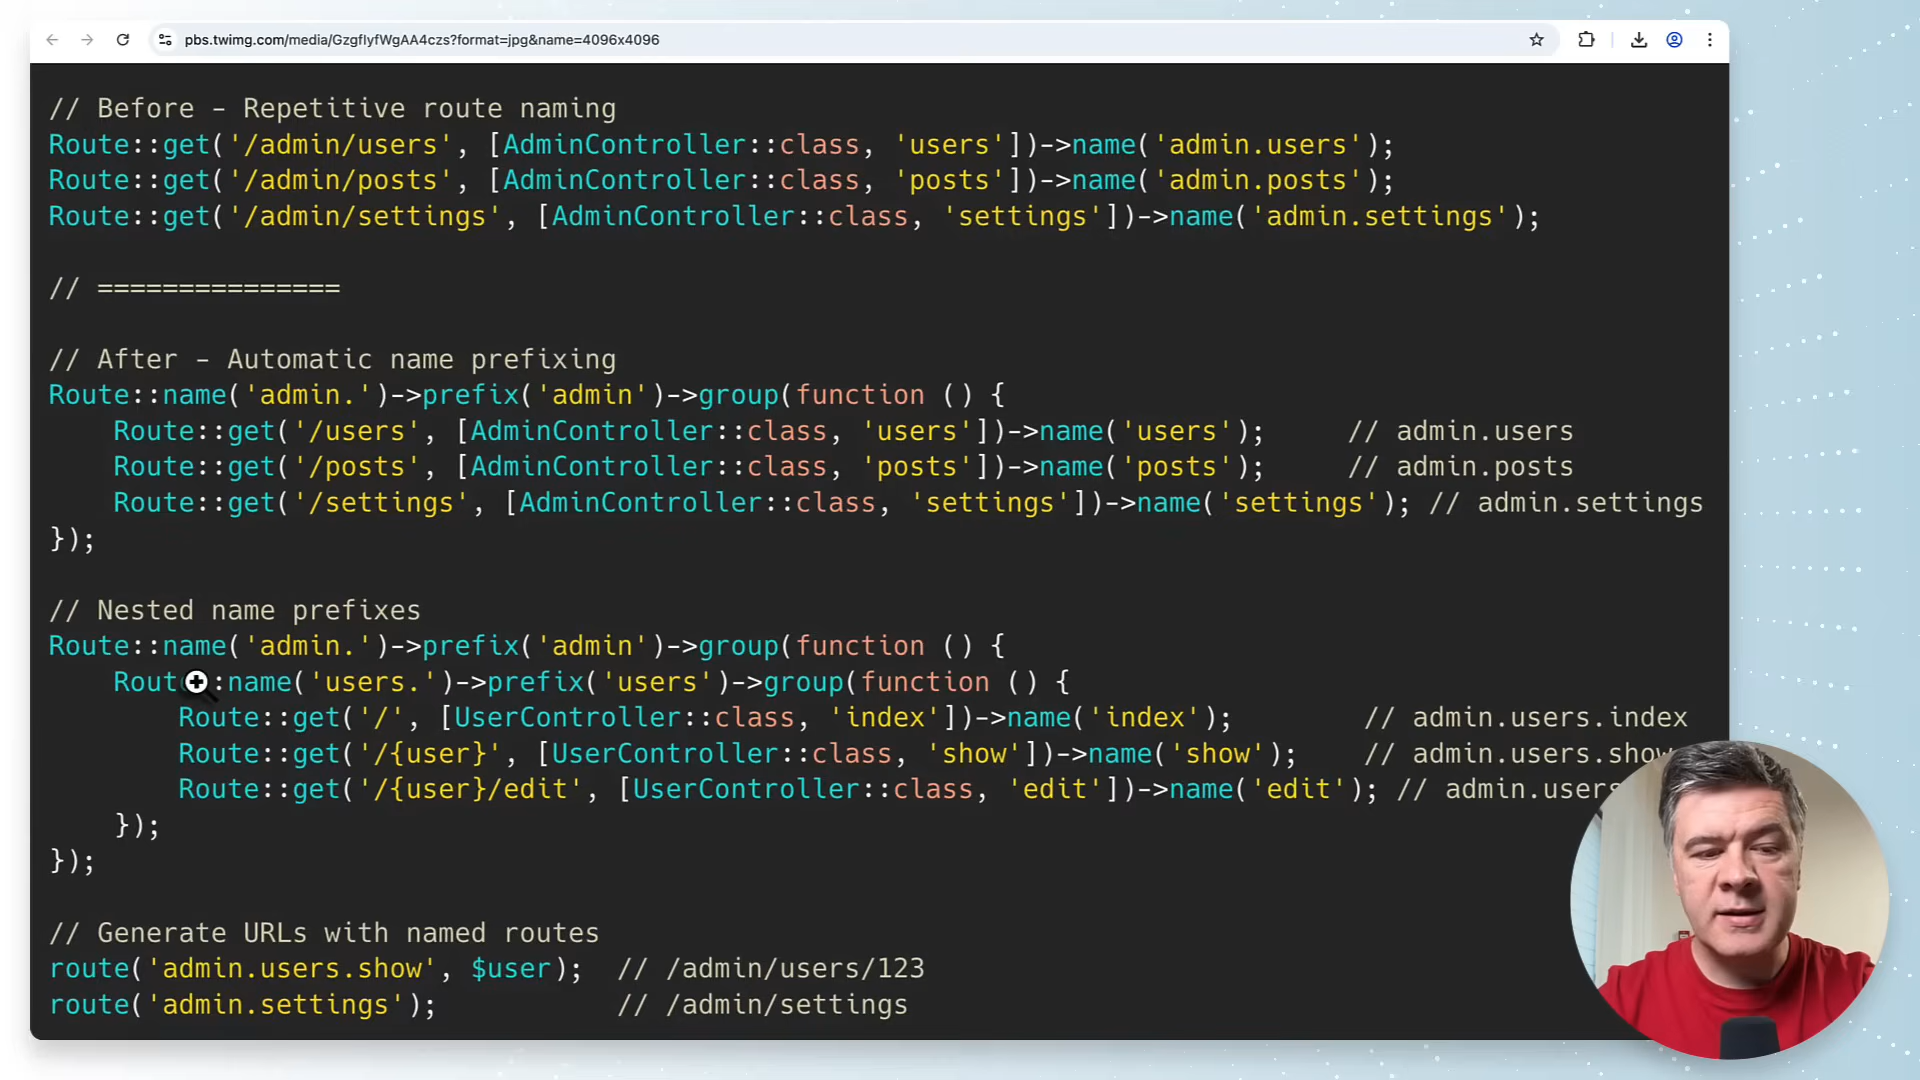 pbs.twimg.com/media/GzgflyfWgAA4czs?format=jpg&name=4096x4096
// Before - Repetitive route naming
Route::get('/admin/users', [AdminController::class, 'users'])->name('admin.users');
Route::get('/admin/posts', [AdminController::class, 'posts'])->name('admin.posts');
Route::get('/admin/settings', [AdminController::class, 'settings'])->name('admin.settings');
// ===============
// After - Automatic name prefixing
Route::name('admin.')->prefix('admin')->group(function () {
Route::get('/users', [AdminController::class, 'users'])->name('users'); // admin.users
Route::get('/posts', [AdminController::class, 'posts'])->name('posts'); // admin.posts
Route::get('/settings', [AdminController::class, 'settings'])->name('settings'); // admin.settings
});
// Nested name prefixes
Route::name('admin.')->prefix('admin')->group(function () {
Rout::name('users.')->prefix('users')->group(function () {
Route::get('/', [UserController::class, 'index'])->name('index'); // admin.users.index
Route::get('/{user}', [UserController::class, 'show'])->name('show'); // admin.users.show
Route::get('/{user}/edit', [UserController::class, 'edit'])->name('edit'); // admin.users
});
});
// Generate URLs with named routes
route('admin.users.show', $user); // /admin/users/123
route('admin.settings'); // /admin/settings